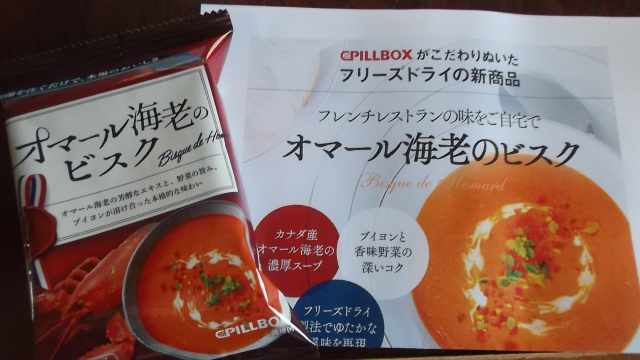 オマール海老の
ビスク
Bisque de Hom
オマール海老の芳醇なエキスと、野菜の旨み、
ブイヨンが溶け合った本格的な味わい
PILLBOX
PILLBOX がこだわりぬいた
フリーズドライの新商品
フレンチレストランの味をご自宅で
オマール海老のビスク
Bisque de Homard
カナダ産
オマール海老の
濃厚スープ
ブイヨンと
香味野菜の
深いコク
フリーズドライ
製法でゆたかな
風味を再現